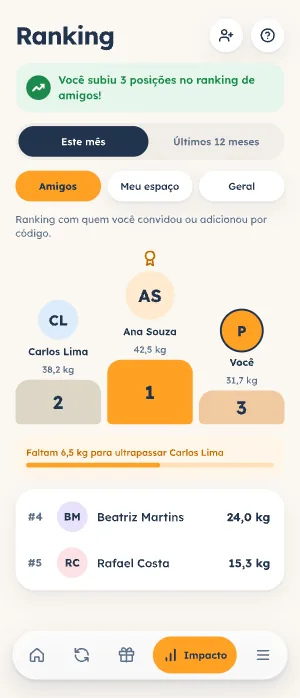 Ranking
Você subiu 3 posições no ranking de
amigos!
Este mês
Últimos 12 meses
Amigos
Meu espaço
Geral
Ranking com quem você convidou ou adicionou por
código.
AS
Ana Souza
42,5 kg
1
CL
Carlos Lima
38,2 kg
2
P
Você
31,7 kg
3
Faltam 6,5 kg para ultrapassar Carlos Lima
#4 BM Beatriz Martins 24,0 kg
#5 RC Rafael Costa 15,3 kg
Impacto